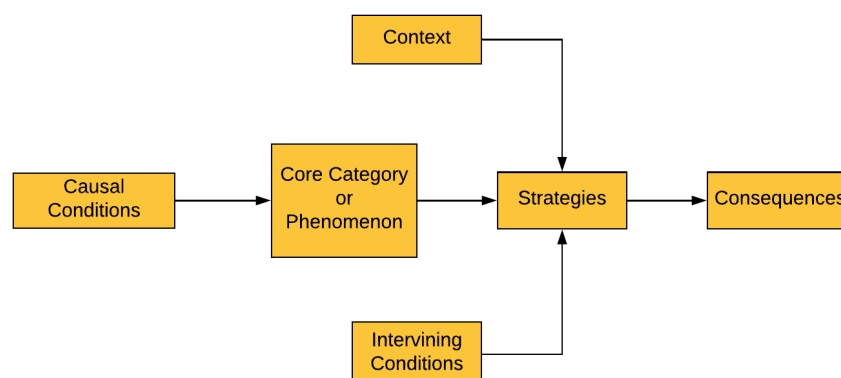 Context
Causal
Conditions
Core Category
or
Phenomenon
Strategies
Consequences
Intervining
Conditions